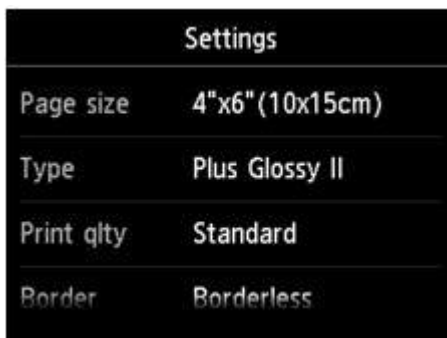 Settings
Page size 4"x6"(10x15cm)
Type Plus Glossy II
Print qlty Standard
Border Borderless